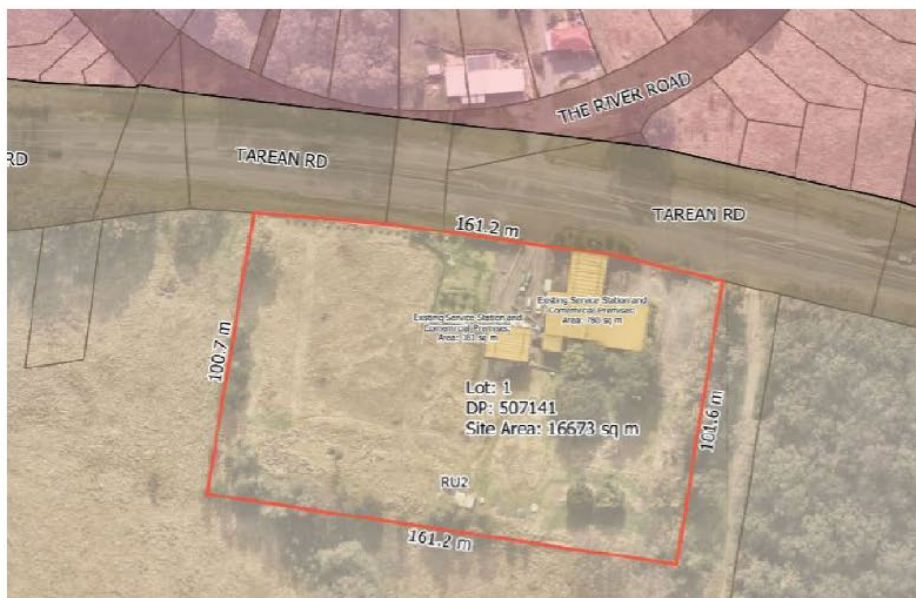 THE RIVER ROAD
RD
TAREAN RD
TAREAN RD
161.2 m
Existing Service Station and
Commercial Premises
Area: 780 sq m
Existing Service Station and
Commercial Premises
100.7 m
Lot: 1
DP: 507141
Site Area: 16673 sq m
101.6 m
RU2
161.2 m